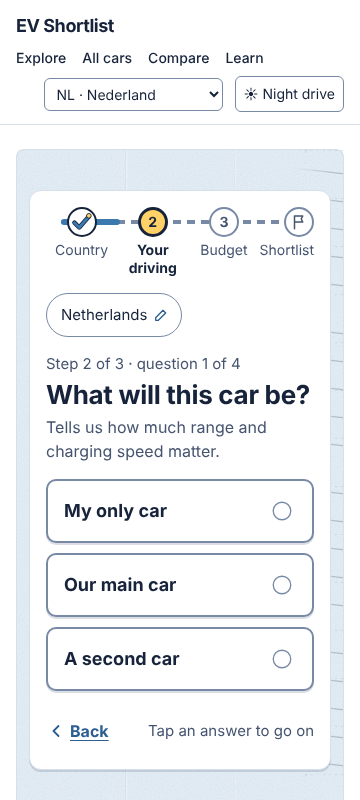 EV Shortlist
Explore All cars Compare Learn
NL · Nederland
Night drive
2 3
Country Your driving Budget Shortlist
Netherlands
Step 2 of 3 · question 1 of 4
What will this car be?
Tells us how much range and
charging speed matter.
My only car
Our main car
A second car
Back Tap an answer to go on